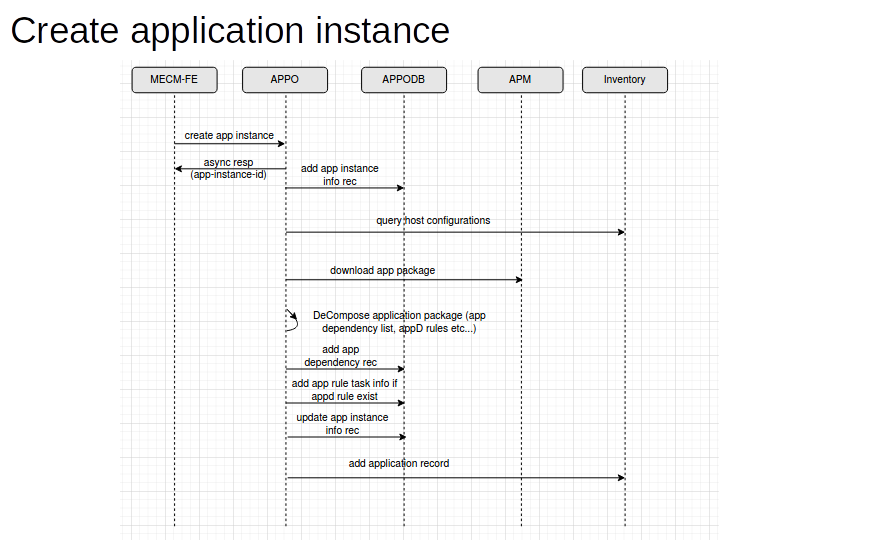 Create application instance
MECM-FE
APPO
APPODB
APM
Inventory
create app instance
async resp
(app-instance-id)
add app instance
info rec
query host configurations
download app package
DeCompose application package (app
dependency list, appD rules etc...)
add app
dependency rec
add app rule task info if
appd rule exist
update app instance
info rec
add application record